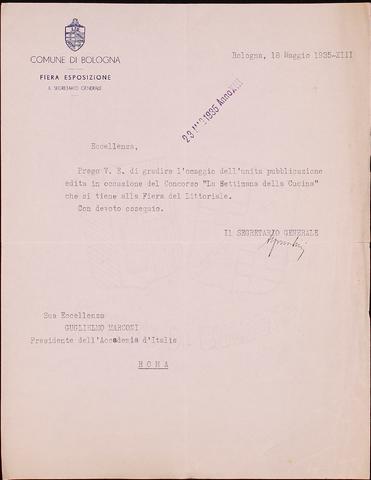 COMUNE DI BOLOGNA
FIERA ESPOSIZIONE
IL SEGRETARIO GENERALE
Bologna, 18 Maggio 1935-XIII
23 MAG 1935 Anno XIII
Eccellenza,
Prego V. E. di gradire l'omaggio dell'unita pubblicazione
edita in occasione del Concorso "La Settimana della Cucina"
che si tiene alla Fiera del Littoriale.
Con devoto ossequio.
Il SEGRETARIO GENERALE
Sua Eccellenza
GUGLIELMO MARCONI
Presidente dell'Accademia d'Italia
ROMA